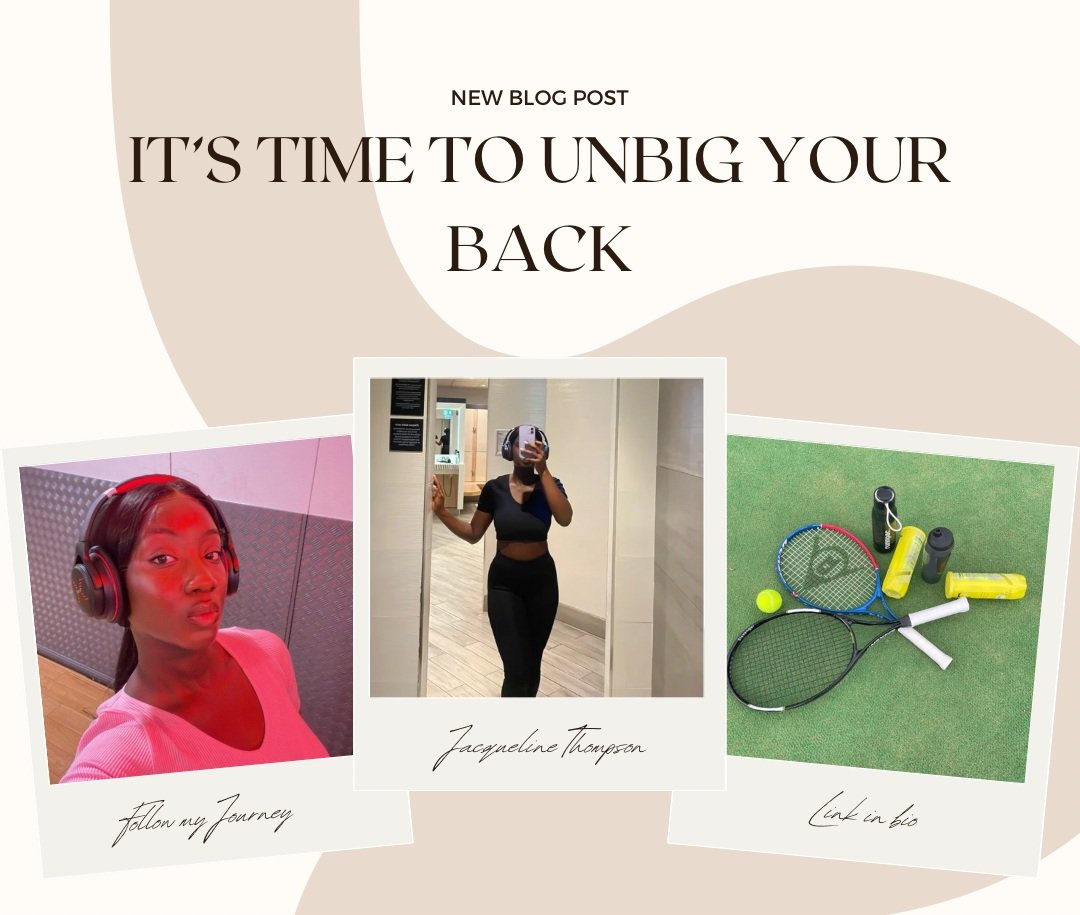 NEW BLOG POST
IT'S TIME TO UNBIG YOUR
BACK
Jacqueline Thompson
Follow my Journey
Link in bio